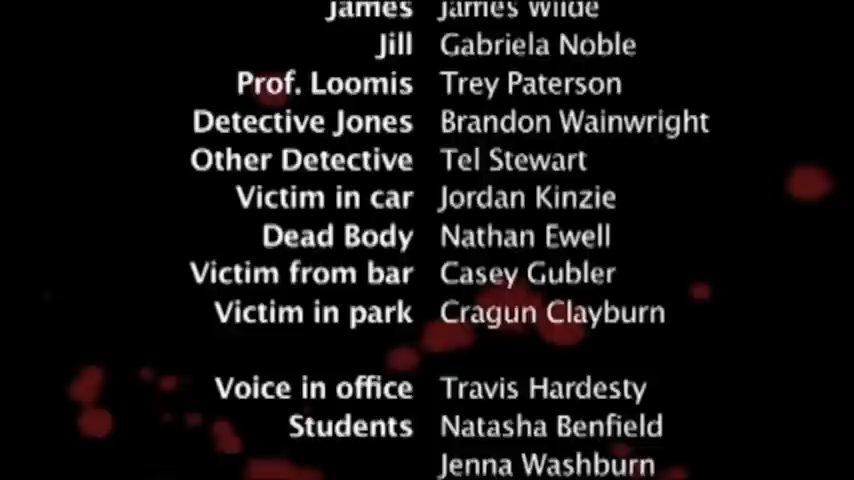 James James Wilde
Jill Gabriela Noble
Prof. Loomis Trey Paterson
Detective Jones Brandon Wainwright
Other Detective Tel Stewart
Victim in car Jordan Kinzie
Dead Body Nathan Ewell
Victim from bar Casey Gubler
Victim in park Cragun Clayburn
Voice in office Travis Hardesty
Students Natasha Benfield
Jenna Washburn